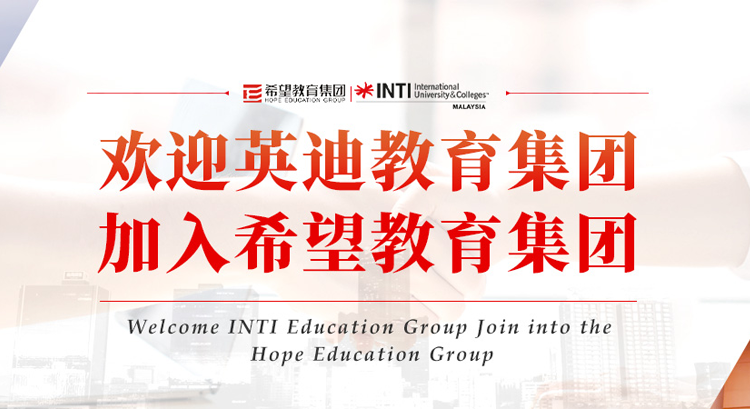 希望教育集团
HOPE EDUCATION GROUP
INTI International
University & Colleges
MALAYSIA
欢迎英迪教育集团
加入希望教育集团
Welcome INTI Education Group Join into the
Hope Education Group